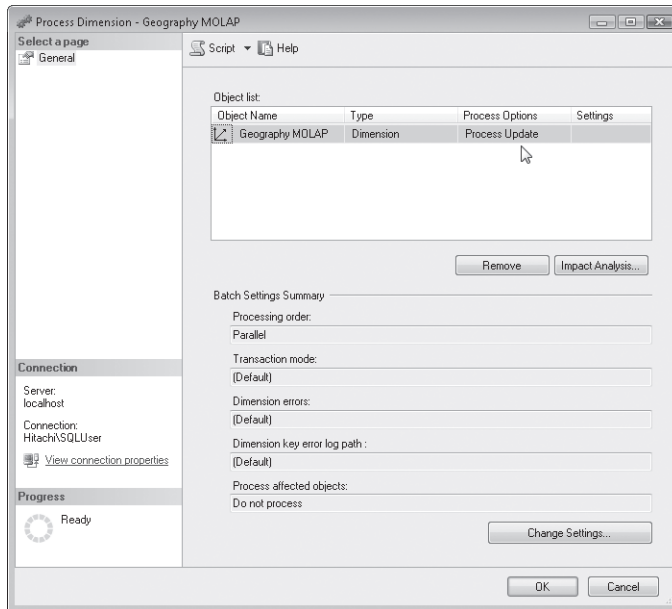 Process Dimension - Geography MOLAP
Select a page
General
Script Help
Object list:
Object Name Type Process Options Settings
Geography MOLAP Dimension Process Update
Remove Impact Analysis...
Batch Settings Summary
Processing order:
Parallel
Transaction mode:
(Default)
Dimension errors:
(Default)
Dimension key error log path :
(Default)
Process affected objects:
Do not process
Change Settings...
Connection
Server:
localhost
Connection:
Hitachi\SQLUser
View connection properties
Progress
Ready
OK Cancel